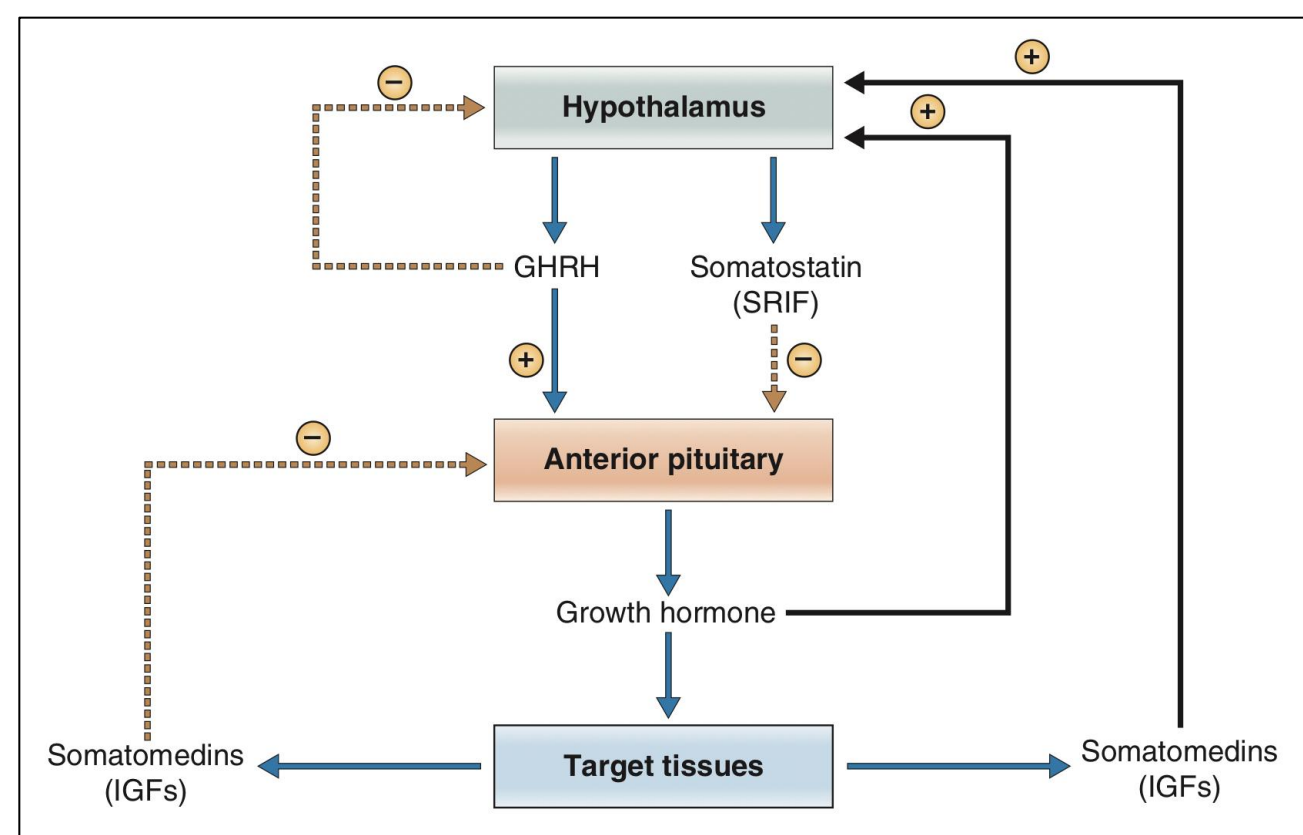 −
+
Hypothalamus
+
GHRH
Somatostatin
(SRIF)
+
−
−
Anterior pituitary
Growth hormone
Somatomedins
(IGFs)
Target tissues
Somatomedins
(IGFs)